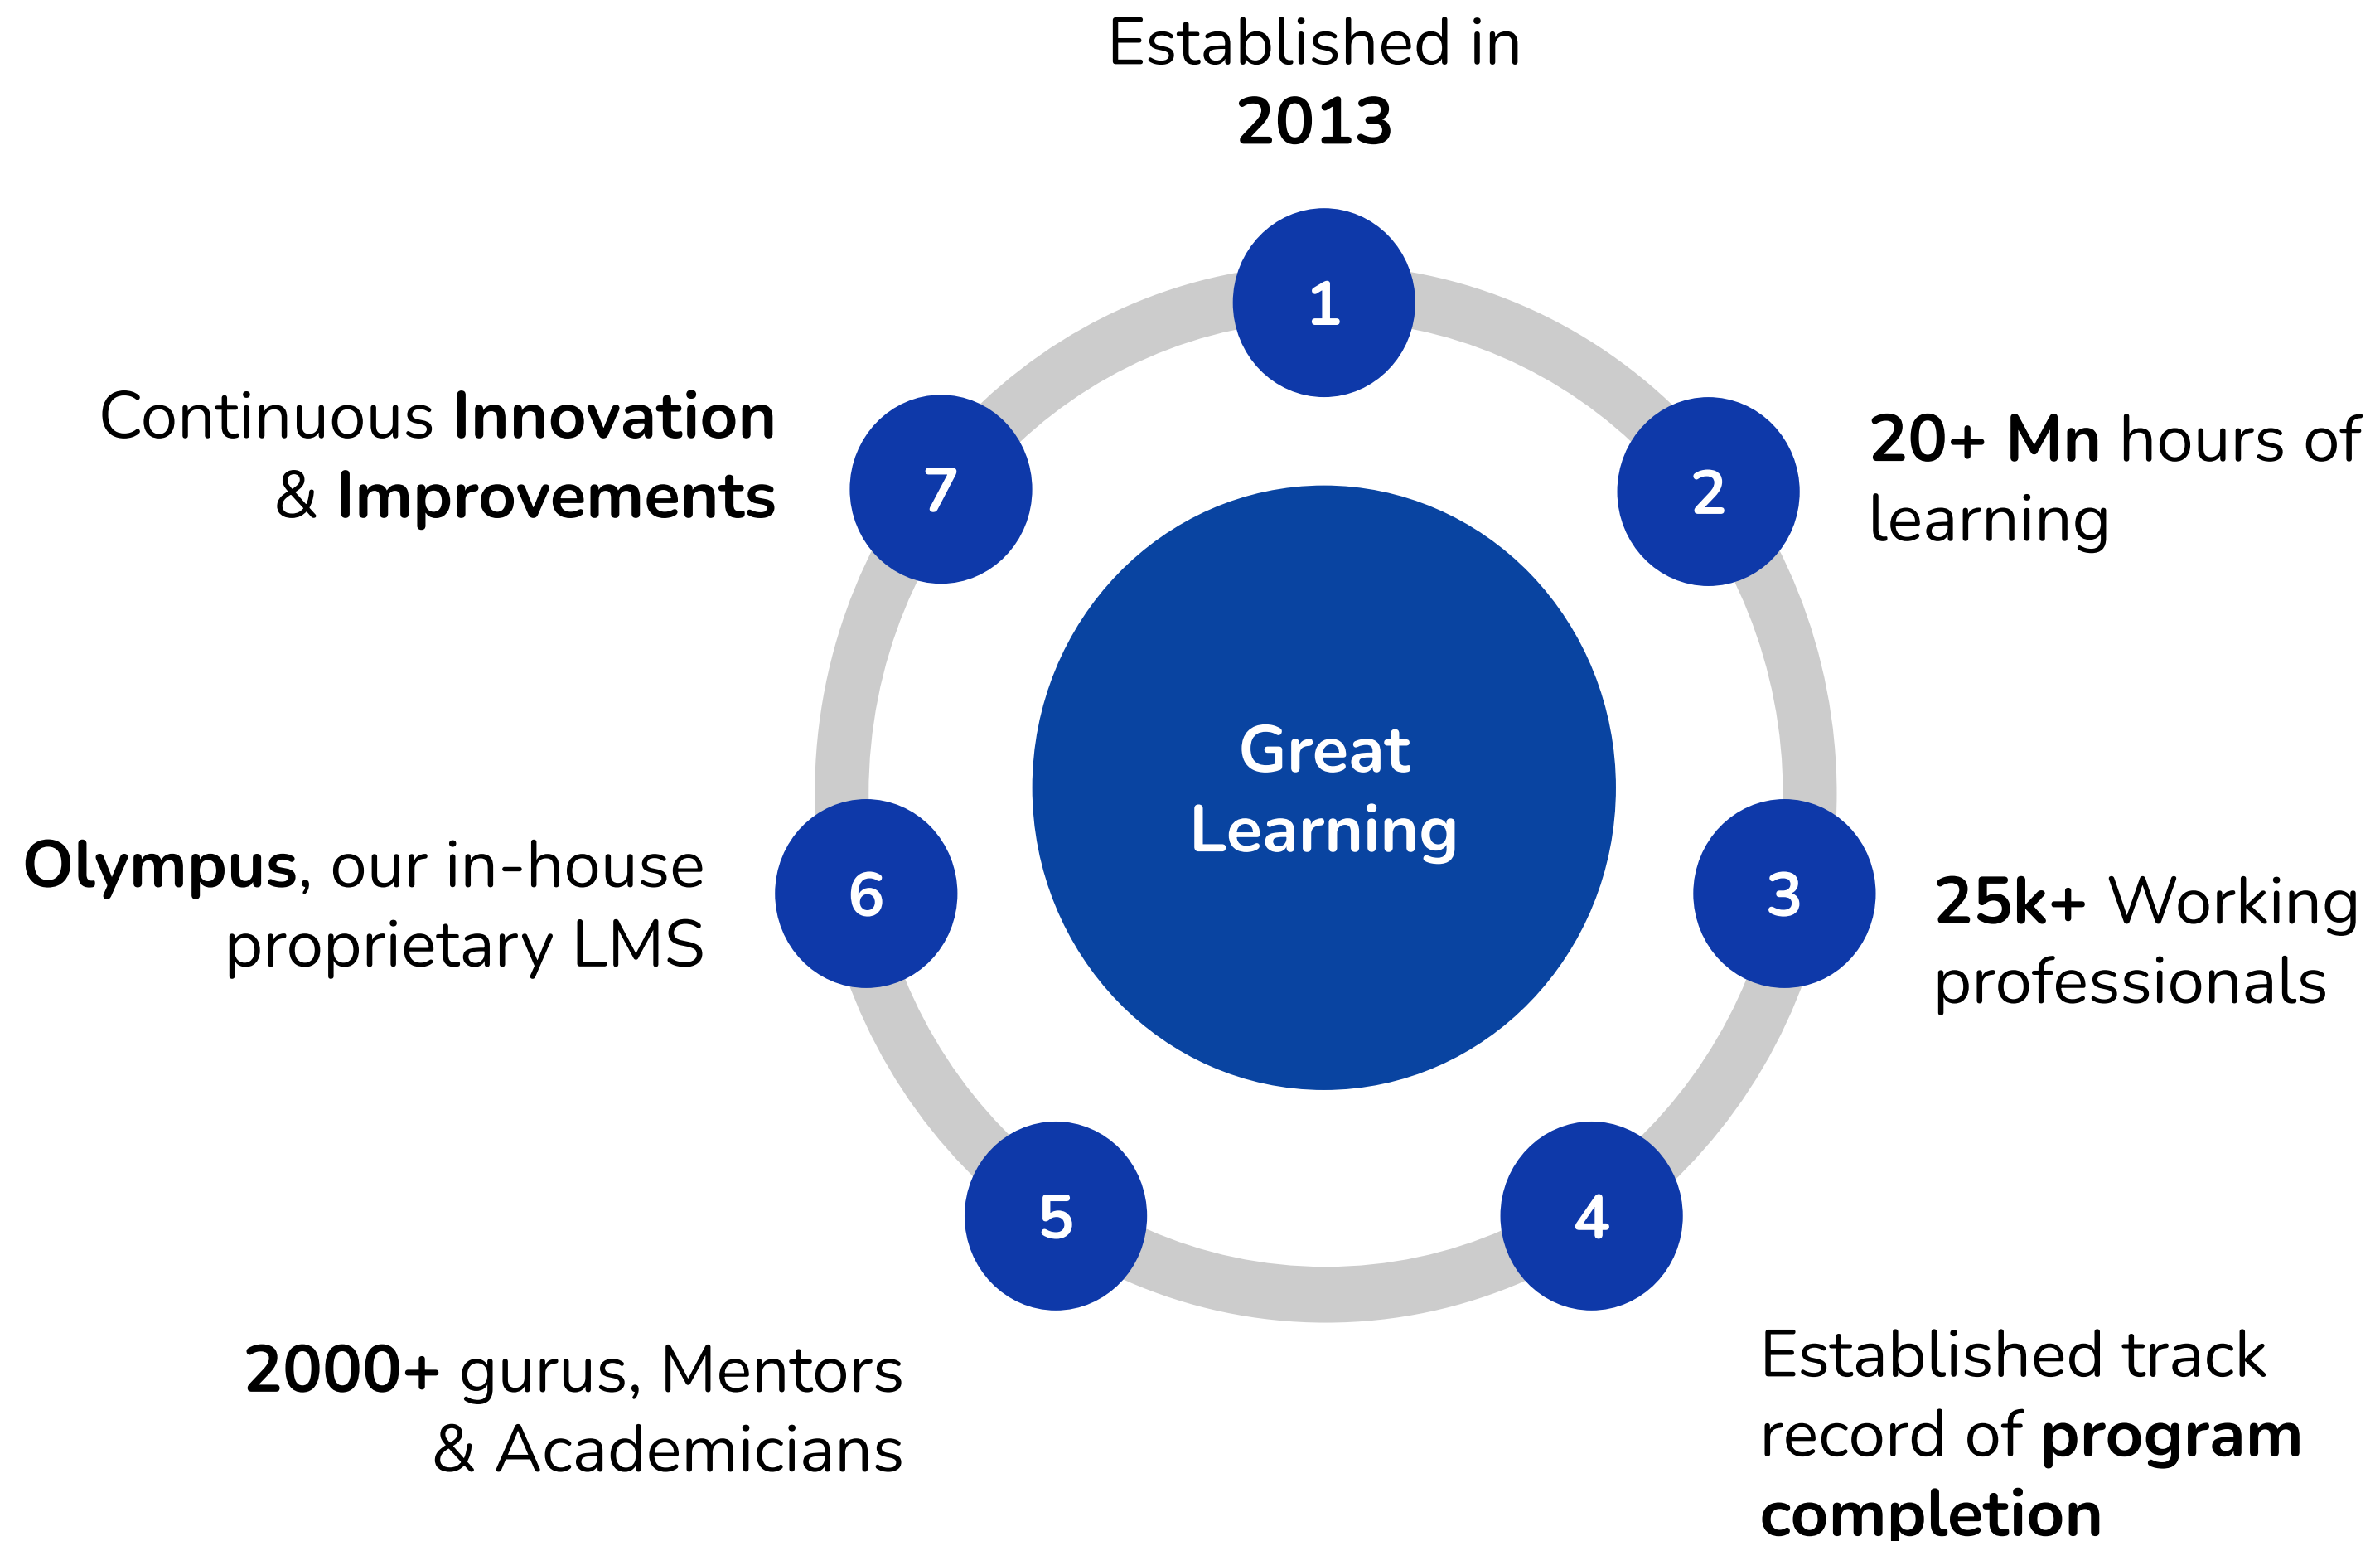 Established in
2013
1
2
20+ Mn hours of
learning
3
25k+ Working
professionals
4
Established track
record of program
completion
5
2000+ gurus, Mentors
& Academicians
6
Olympus, our in-house
proprietary LMS
7
Continuous Innovation
& Improvements
Great
Learning